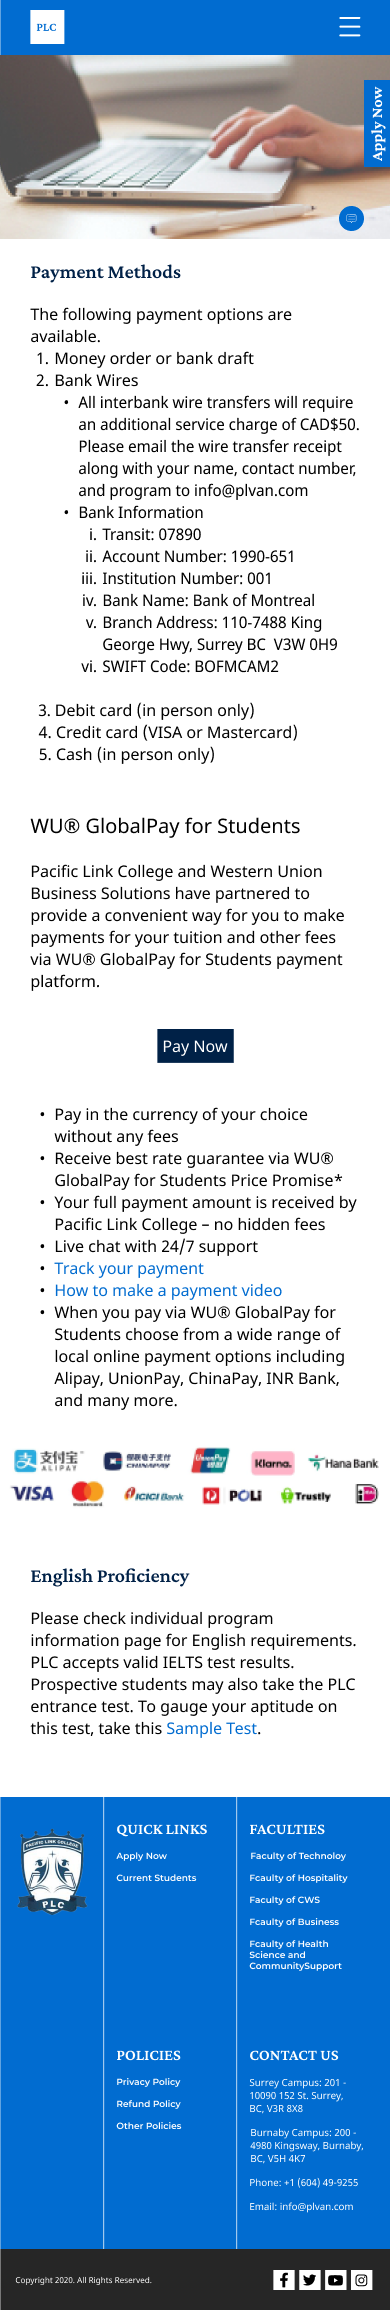 PLC
Apply Now
Payment Methods
The following payment options are
available.
1. Money order or bank draft
2. Bank Wires
• All interbank wire transfers will require
an additional service charge of CAD$50.
Please email the wire transfer receipt
along with your name, contact number,
and program to info@plvan.com
• Bank Information
i. Transit: 07890
ii. Account Number: 1990-651
iii. Institution Number: 001
iv. Bank Name: Bank of Montreal
v. Branch Address: 110-7488 King
George Hwy, Surrey BC V3W 0H9
vi. SWIFT Code: BOFMCAM2
3. Debit card (in person only)
4. Credit card (VISA or Mastercard)
5. Cash (in person only)
WU® GlobalPay for Students
Pacific Link College and Western Union
Business Solutions have partnered to
provide a convenient way for you to make
payments for your tuition and other fees
via WU® GlobalPay for Students payment
platform.
Pay Now
• Pay in the currency of your choice
without any fees
• Receive best rate guarantee via WU®
GlobalPay for Students Price Promise*
• Your full payment amount is received by
Pacific Link College – no hidden fees
• Live chat with 24/7 support
• Track your payment
• How to make a payment video
• When you pay via WU® GlobalPay for
Students choose from a wide range of
local online payment options including
Alipay, UnionPay, ChinaPay, INR Bank,
and many more.
支付宝 ALIPAY 银联电子支付 CHINAPAY UnionPay 银联 Klarna. Hana Bank
VISA mastercard ICICI Bank POLi Trustly iDEAL
English Proficiency
Please check individual program
information page for English requirements.
PLC accepts valid IELTS test results.
Prospective students may also take the PLC
entrance test. To gauge your aptitude on
this test, take this Sample Test.
PACIFIC LINK COLLEGE
PLC
QUICK LINKS
Apply Now
Current Students
FACULTIES
Faculty of Technoloy
Fcaulty of Hospitality
Faculty of CWS
Fcaulty of Business
Fcaulty of Health
Science and
CommunitySupport
POLICIES
Privacy Policy
Refund Policy
Other Policies
CONTACT US
Surrey Campus: 201 -
10090 152 St. Surrey,
BC, V3R 8X8
Burnaby Campus: 200 -
4980 Kingsway, Burnaby,
BC, V5H 4K7
Phone: +1 (604) 49-9255
Email: info@plvan.com
Copyright 2020. All Rights Reserved.